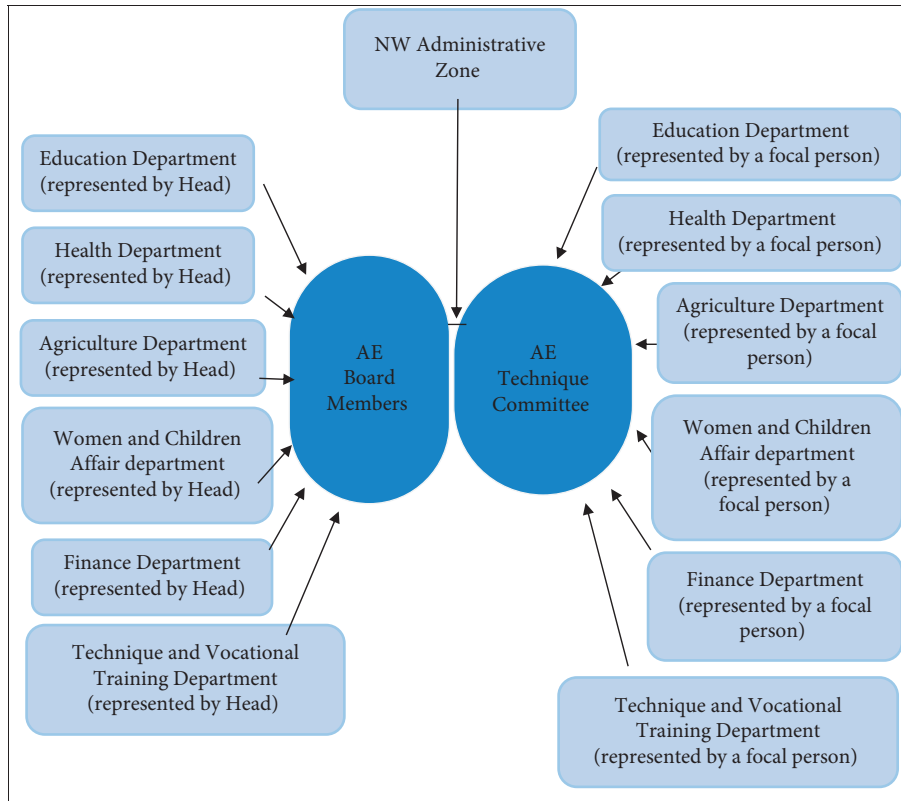 NW Administrative
Zone
Education Department
(represented by Head)
Health Department
(represented by Head)
Agriculture Department
(represented by Head)
Women and Children
Affair department
(represented by Head)
Finance Department
(represented by Head)
Technique and Vocational
Training Department
(represented by Head)
AE
Board
Members
AE
Technique
Committee
Education Department
(represented by a focal person)
Health Department
(represented by a focal person)
Agriculture Department
(represented by a focal
person)
Women and Children
Affair department
(represented by a
focal person)
Finance Department
(represented by a focal
person)
Technique and Vocational
Training Department
(represented by a focal person)